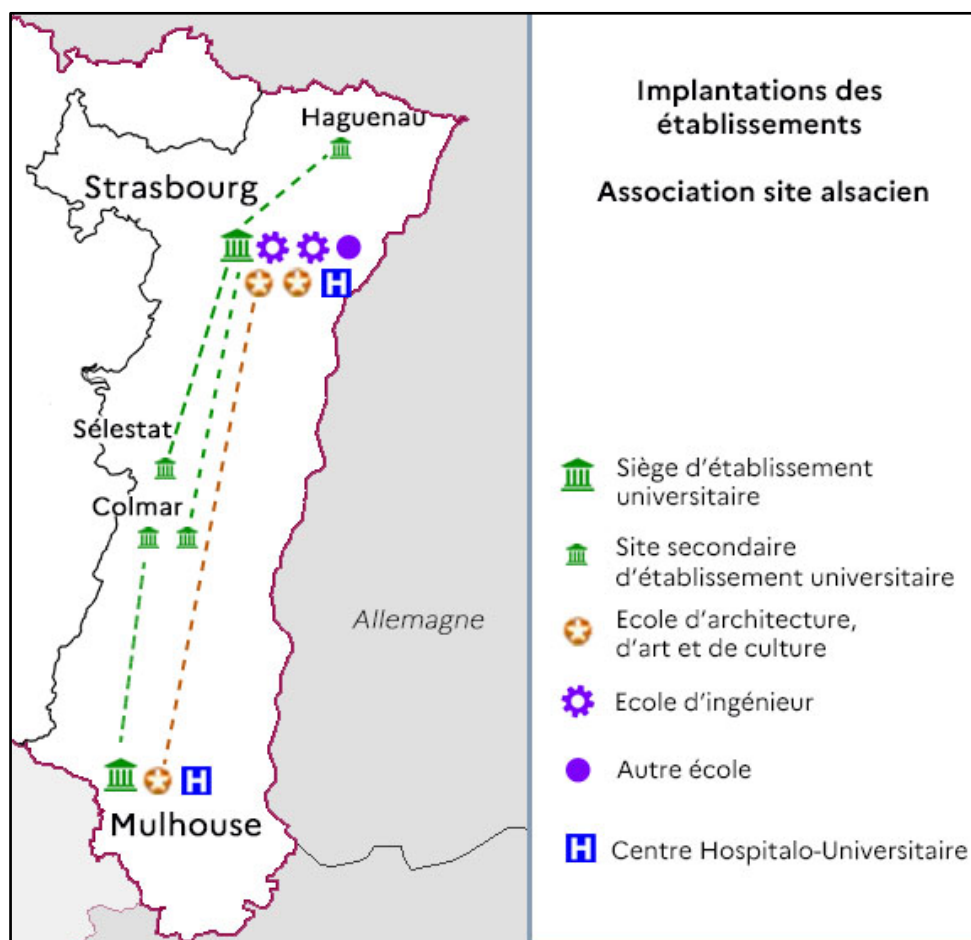 Haguenau
Strasbourg
H
Sélestat
Colmar
Allemagne
H
Mulhouse
Implantations des
établissements
Association site alsacien
Siège d'établissement
universitaire
Site secondaire
d'établissement universitaire
Ecole d'architecture,
d'art et de culture
Ecole d'ingénieur
Autre école
H Centre Hospitalo-Universitaire